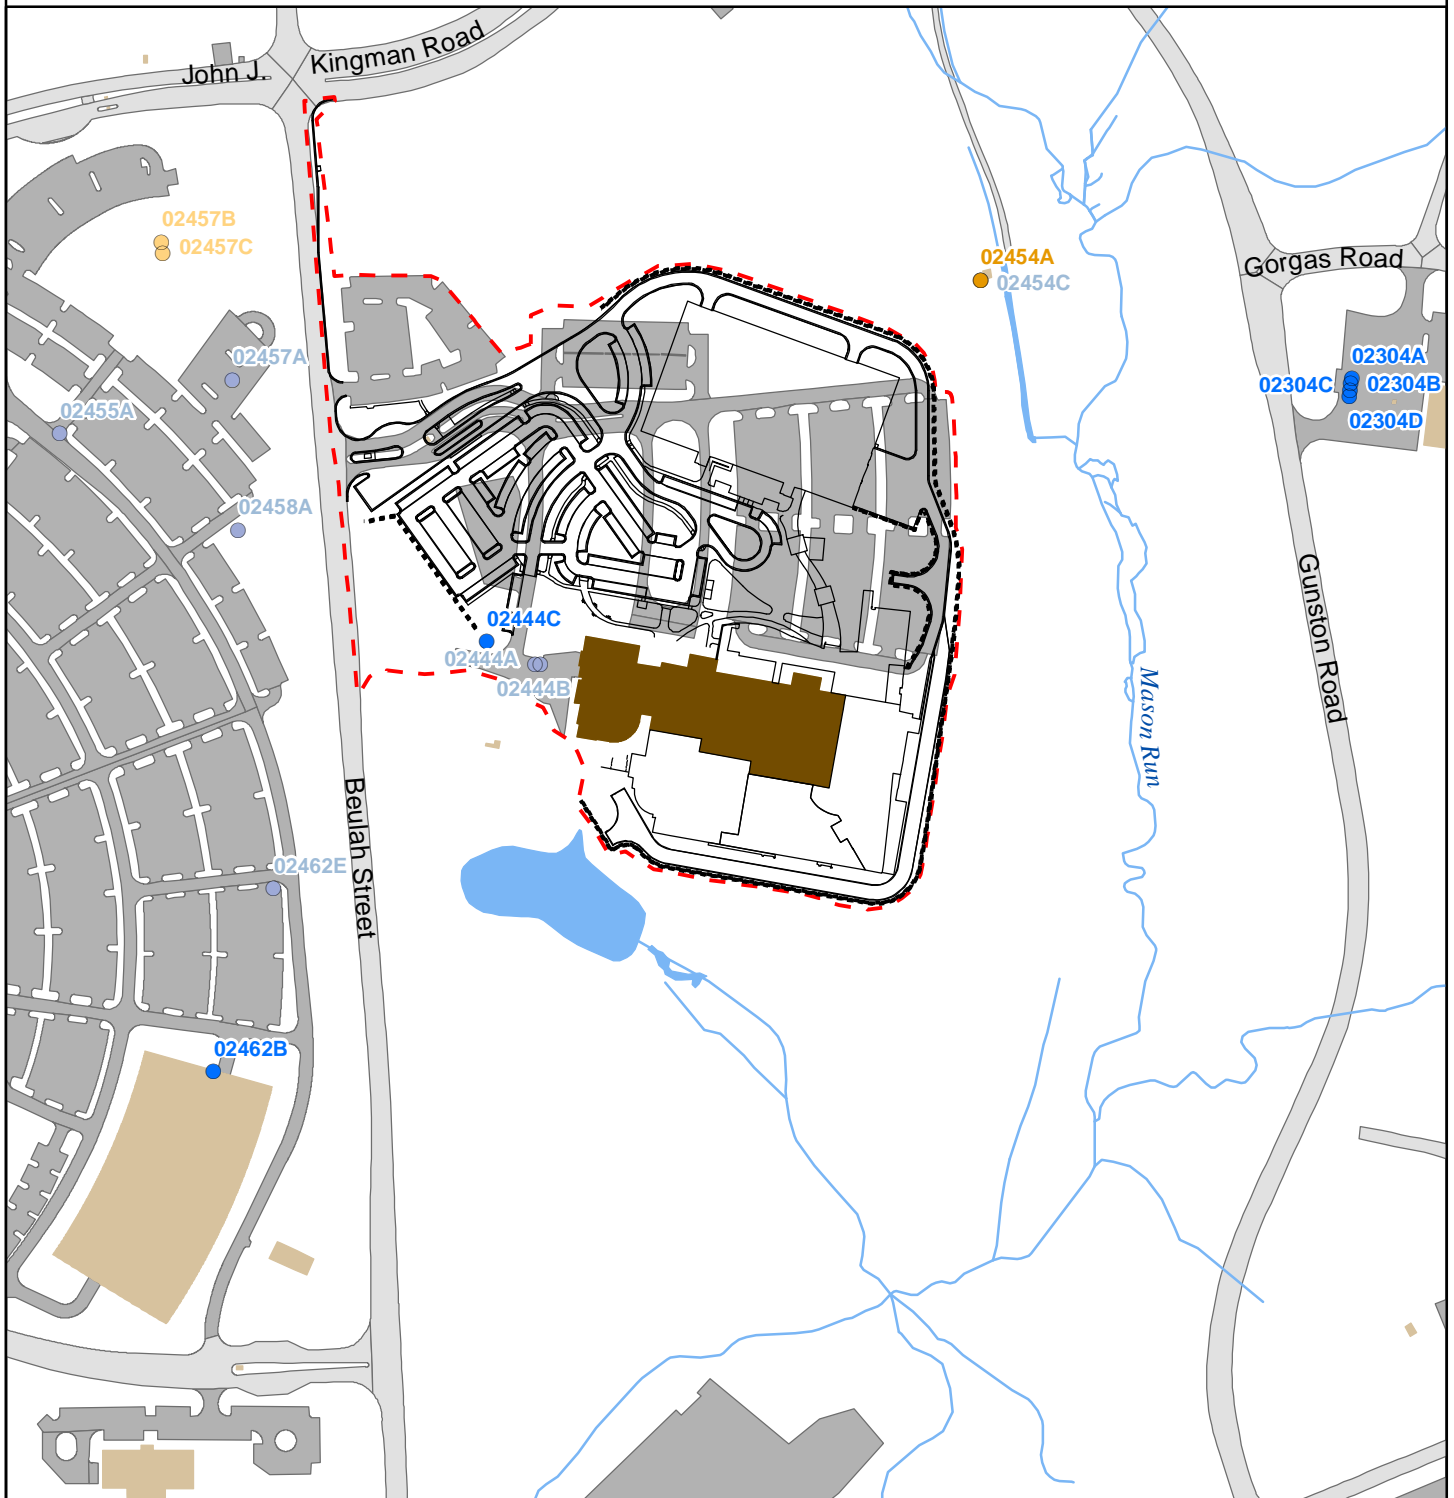 John J.
Kingman Road
02457B
02457C
02454A
02454C
Gorgas Road
02457A
02304A
02304C
02304B
02304D
02455A
02458A
Gunston Road
02444C
02444A
02444B
Mason Run
Beulah Street
02462E
02462B